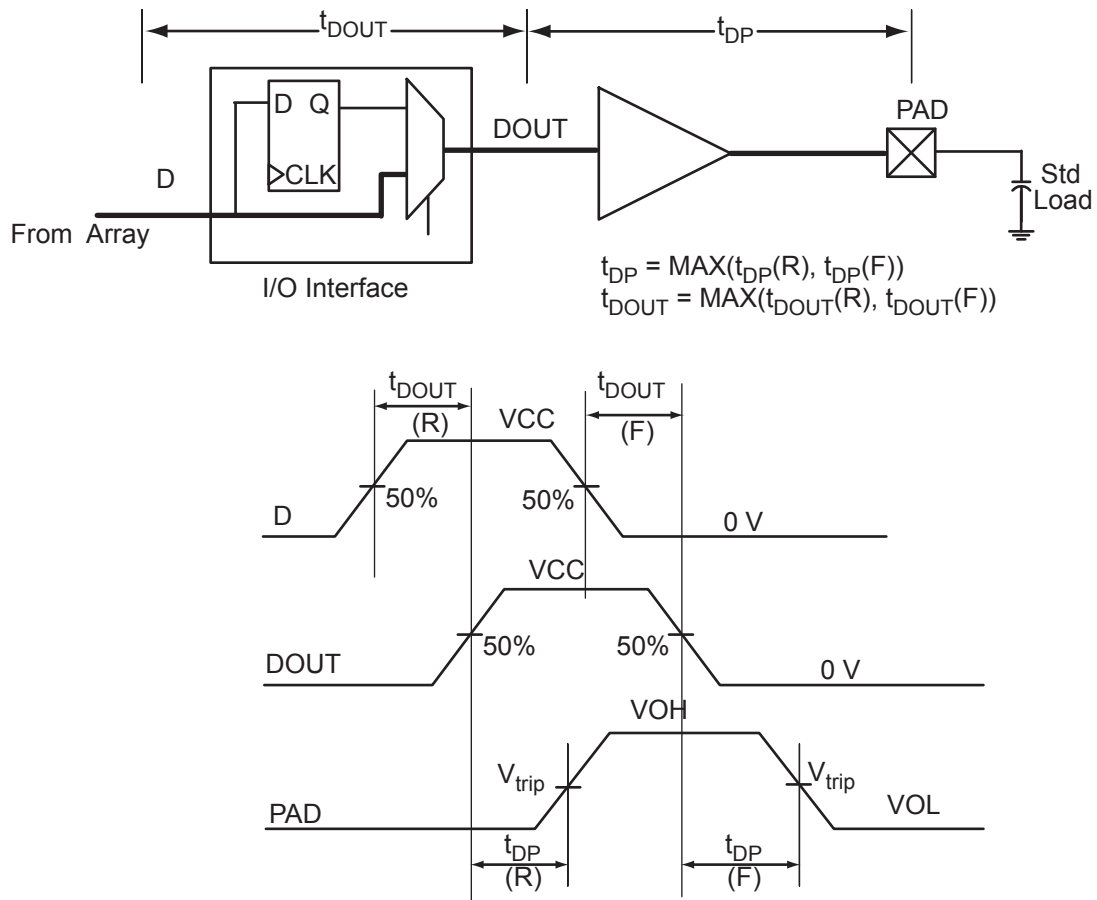 tDOUT
tDP
D Q
CLK
DOUT
PAD
D
From Array
I/O Interface
Std
Load
tDP = MAX(tDP(R), tDP(F))
tDOUT = MAX(tDOUT(R), tDOUT(F))
tDOUT
(R)
VCC
tDOUT
(F)
50%
50%
D
0 V
VCC
50%
50%
DOUT
0 V
VOH
Vtrip
Vtrip
PAD
VOL
tDP
(R)
tDP
(F)